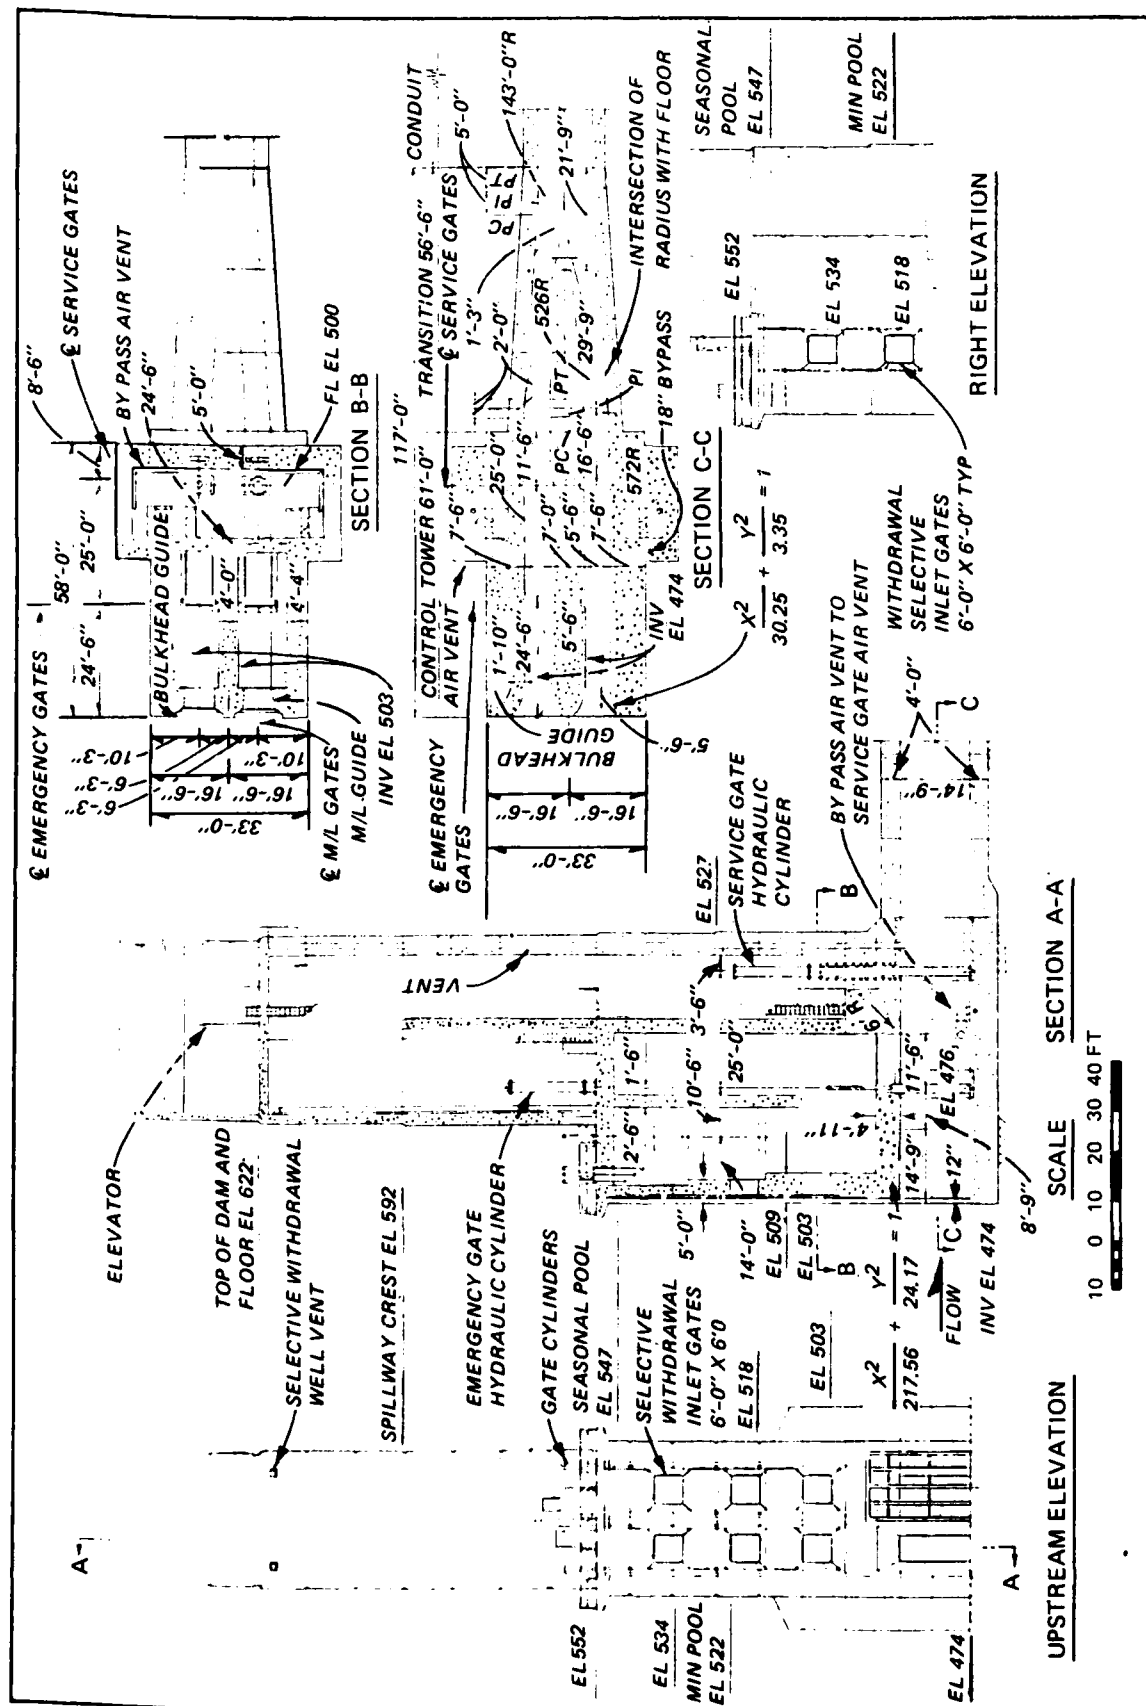 ELEVATOR
TOP OF DAM AND
FLOOR EL 622
SELECTIVE WITHDRAWAL
WELL VENT
SPILLWAY CREST EL 592
EMERGENCY GATE
HYDRAULIC CYLINDER
GATE CYLINDERS
SEASONAL POOL
EL 547
SELECTIVE
WITHDRAWAL
INLET GATES
6'-0" X 6'0
EL 518
EL 503
X²/217.56 + Y²/24.17 = 1
A
A
EL 552
EL 534
MIN POOL
EL 522
EL 474
UPSTREAM ELEVATION
VENT
2'-6"
1'-6"
10'-6"
3'-6"
25'-0"
EL 527
SERVICE GATE
HYDRAULIC
CYLINDER
5'-0"
14'-0"
EL 509
EL 503
B
B
4'-11"
6' R
14'-9"
11'-6"
EL 476
12"
8'-9"
FLOW
C
C
INV EL 474
BY PASS AIR VENT TO
SERVICE GATE AIR VENT
4'-0"
14'-9"
SCALE
10 0 10 20 30 40 FT
SECTION A-A
℄ EMERGENCY GATES
58'-0"
24'-6"
25'-0"
8'-6"
℄ SERVICE GATES
BY PASS AIR VENT
24'-6"
5'-0"
FL EL 500
BULKHEAD GUIDE
4'-0"
4'-4"
10'-3"
10'-3"
6'-3"
6'-3"
16'-6"
16'-6"
33'-0"
℄ M/L GATES
M/L GUIDE
INV EL 503
SECTION B-B
117'-0"
CONTROL TOWER 61'-0"
TRANSITION 56'-6"
CONDUIT
AIR VENT
℄ SERVICE GATES
℄ EMERGENCY
GATES
7'-6"
1'-3"
2'-0"
5'-0"
PC
PI
PT
143'-0"R
21'-9"
1'-10"
24'-6"
25'-0"
11'-6"
526R
PT
PC
29'-9"
16'-6"
7'-0"
5'-6"
7'-6"
572R
5'-6"
5'-6"
BULKHEAD
GUIDE
16'-6"
16'-6"
33'-0"
INV
EL 474
PI
18" BYPASS
INTERSECTION OF
RADIUS WITH FLOOR
SECTION C-C
X²/30.25 + Y²/3.35 = 1
SEASONAL
POOL
EL 547
MIN POOL
EL 522
EL 552
EL 534
EL 518
WITHDRAWAL
SELECTIVE
INLET GATES
6'-0" X 6'-0" TYP
RIGHT ELEVATION